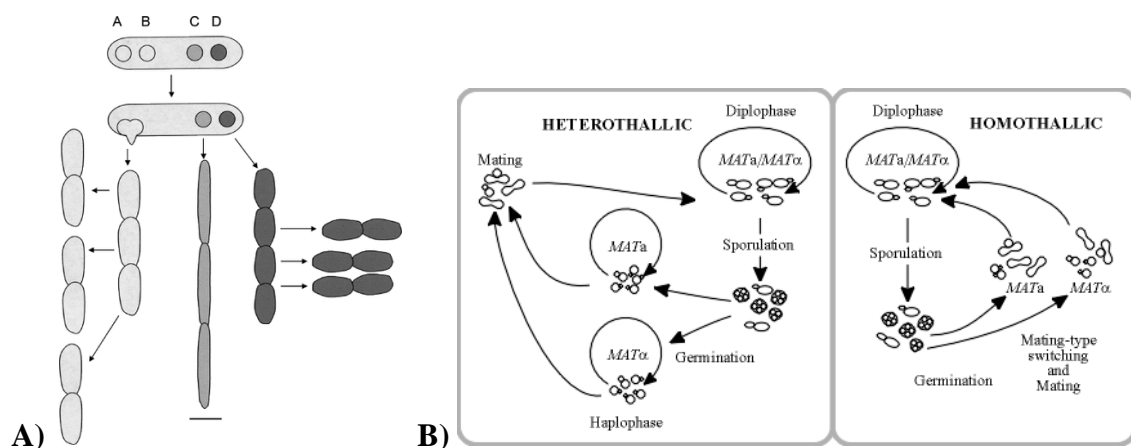 A B C D
A)
B)
HETEROTHALLIC
Diplophase
MATa/MATα
Mating
Sporulation
MATa
MATα
Germination
Haplophase
HOMOTHALLIC
Diplophase
MATa/MATα
Sporulation
MATa
MATα
Germination
Mating-type
switching
and
Mating